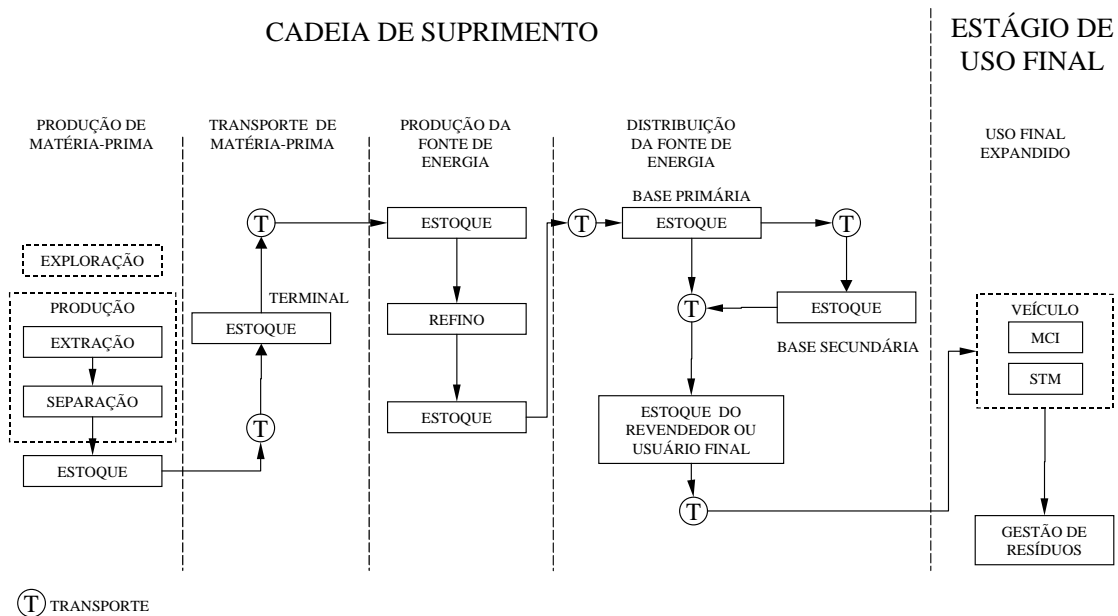 CADEIA DE SUPRIMENTO
ESTÁGIO DE
USO FINAL
PRODUÇÃO DE
MATÉRIA-PRIMA
TRANSPORTE DE
MATÉRIA-PRIMA
PRODUÇÃO DA
FONTE DE
ENERGIA
DISTRIBUIÇÃO
DA FONTE DE
ENERGIA
USO FINAL
EXPANDIDO
EXPLORAÇÃO
PRODUÇÃO
EXTRAÇÃO
SEPARAÇÃO
ESTOQUE
T
TERMINAL
ESTOQUE
T
ESTOQUE
REFINO
ESTOQUE
T
BASE PRIMÁRIA
ESTOQUE
T
T
ESTOQUE
BASE SECUNDÁRIA
ESTOQUE DO
REVENDEDOR OU
USUÁRIO FINAL
T
VEÍCULO
MCI
STM
GESTÃO DE
RESÍDUOS
T TRANSPORTE